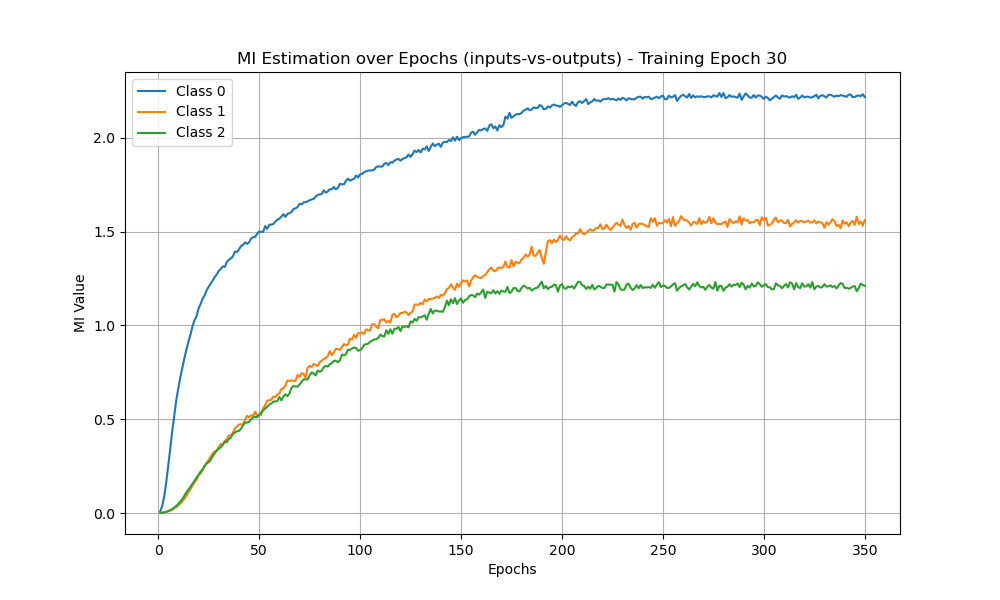 MI Estimation over Epochs (inputs-vs-outputs) - Training Epoch 30
Class 0
Class 1
Class 2
MI Value
2.0
1.5
1.0
0.5
0.0
0 50 100 150 200 250 300 350
Epochs